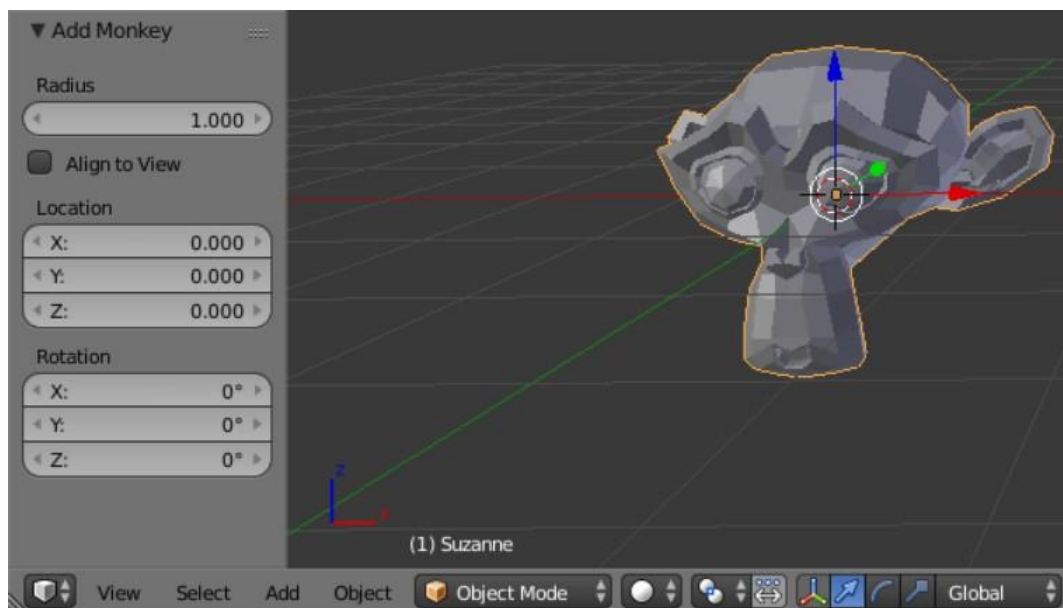 Add Monkey
Radius
1.000
Align to View
Location
X: 0.000
Y: 0.000
Z: 0.000
Rotation
X: 0°
Y: 0°
Z: 0°
z
x
(1) Suzanne
View Select Add Object Object Mode Global